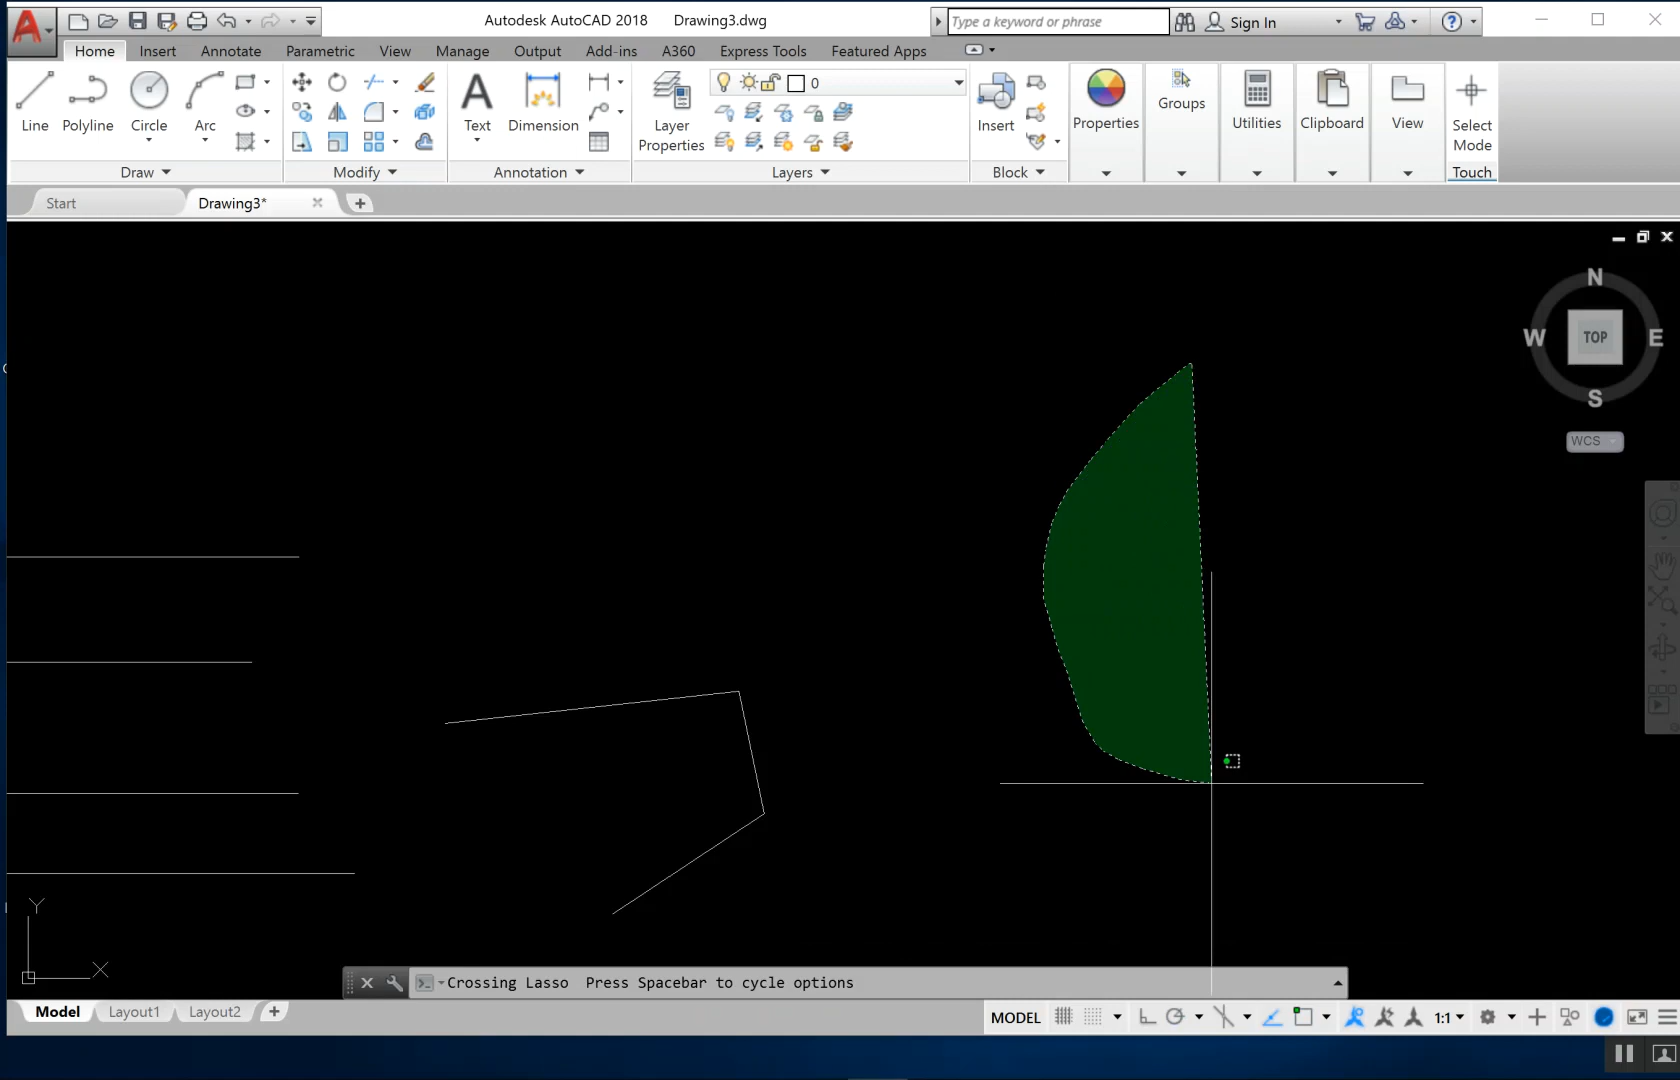 Autodesk AutoCAD 2018 Drawing3.dwg
Type a keyword or phrase
Sign In
Home Insert Annotate Parametric View Manage Output Add-ins A360 Express Tools Featured Apps
0
Line Polyline Circle Arc
Text Dimension
Layer Properties
Insert
Properties
Groups
Utilities
Clipboard
View
Select Mode
Draw Modify Annotation Layers Block Touch
Start Drawing3*
N
W TOP E
S
WCS
Y
X
Crossing Lasso Press Spacebar to cycle options
Model Layout1 Layout2
MODEL 1:1